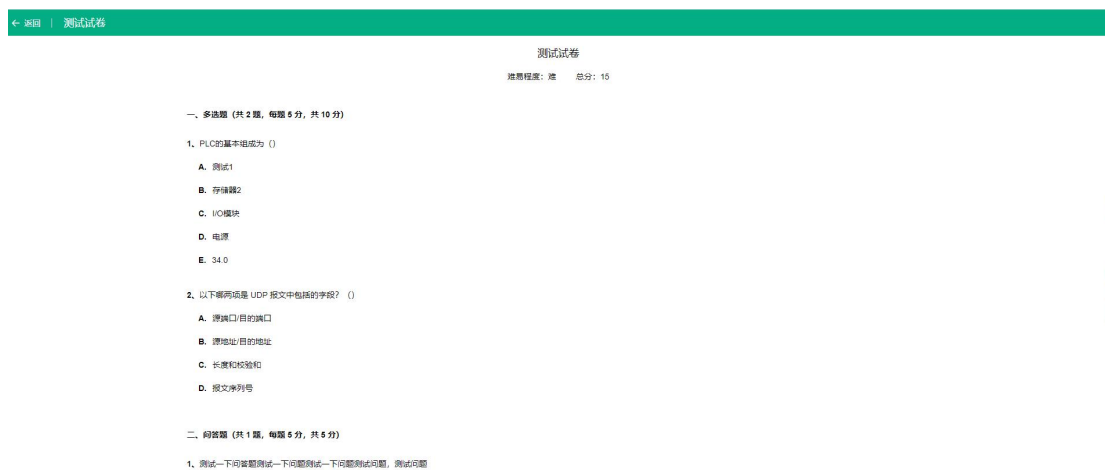 ← 返回 | 测试试卷
测试试卷
难易程度：难 总分：15
一、多选题（共 2 题，每题 5 分，共 10 分）
1、PLC的基本组成为（）
A. 测试1
B. 存储器2
C. I/O模块
D. 电源
E. 34.0
2、以下哪两项是 UDP 报文中包括的字段？（）
A. 源端口/目的端口
B. 源地址/目的地址
C. 长度和校验和
D. 报文序列号
二、问答题（共 1 题，每题 5 分，共 5 分）
1、测试一下问答题测试一下问题测试一下问题测试问题，测试问题